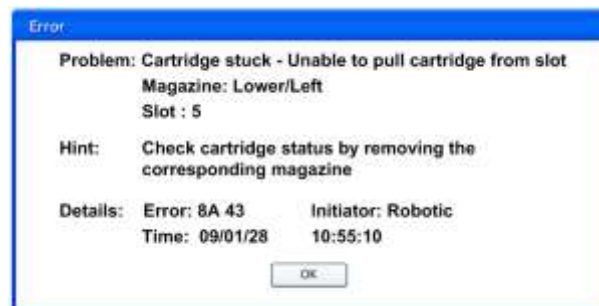 Error
Problem: Cartridge stuck - Unable to pull cartridge from slot
Magazine: Lower/Left
Slot : 5
Hint: Check cartridge status by removing the
corresponding magazine
Details: Error: 8A 43 Initiator: Robotic
Time: 09/01/28 10:55:10
OK